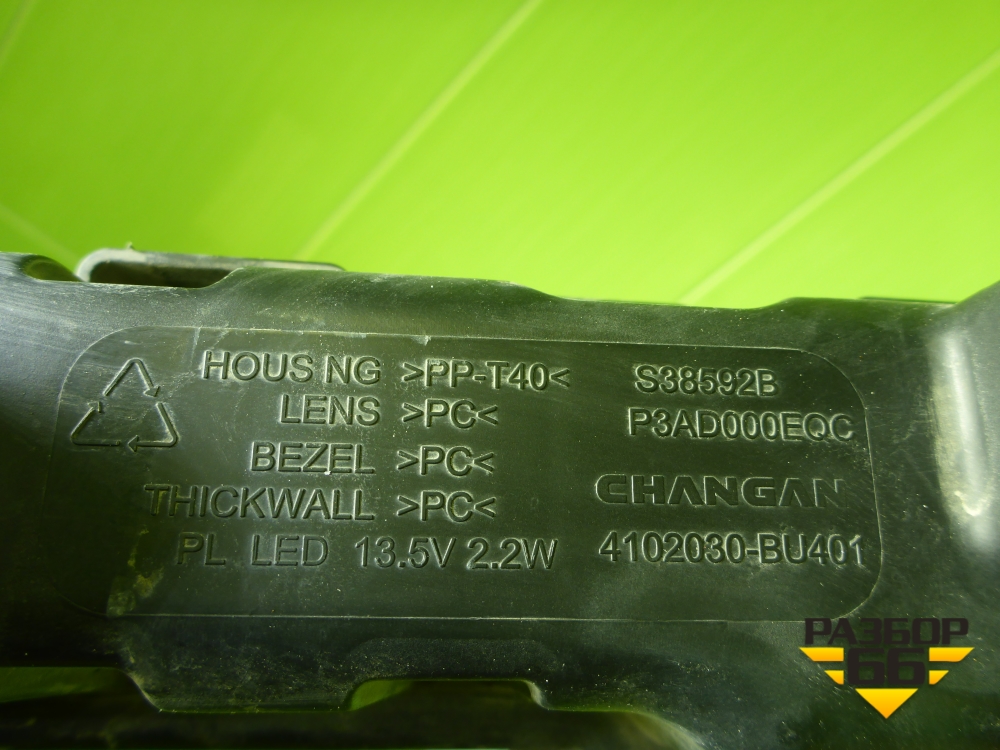 HOUS NG >PP-T40< S38592B
LENS >PC< P3AD000EQC
BEZEL >PC<
THICKWALL >PC< CHANGAN
PL LED 13.5V 2.2W 4102030-BU401
РАЗБОР
66